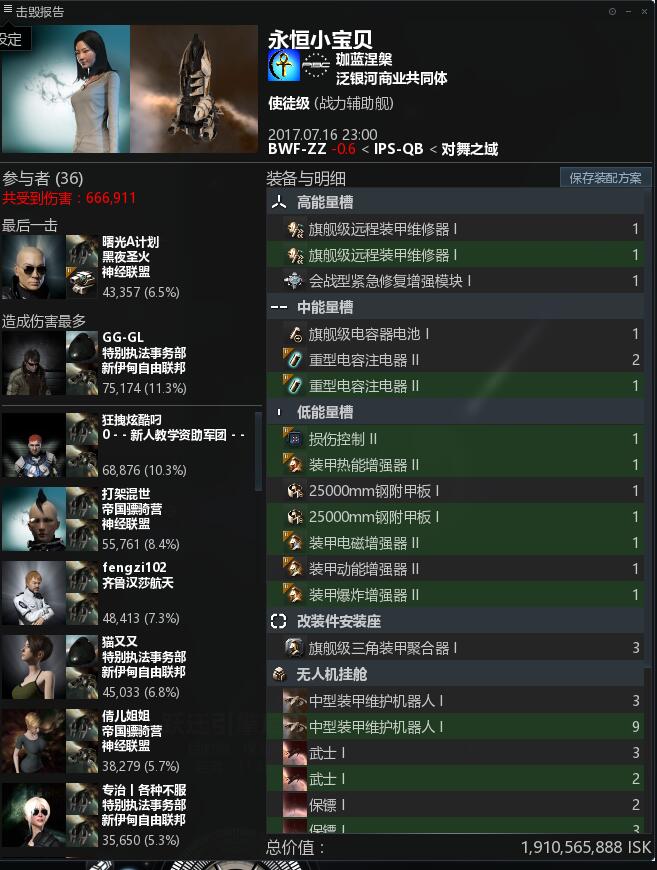 击毁报告
设定
永恒小宝贝
珈蓝涅槃
泛银河商业共同体
使徒级 (战力辅助舰)
2017.07.16 23:00
BWF-ZZ -0.6 < IPS-QB < 对舞之域
参与者 (36)
共受到伤害：666,911
最后一击
曙光A计划
黑夜圣火
神经联盟
43,357 (6.5%)
造成伤害最多
GG-GL
特别执法事务部
新伊甸自由联邦
75,174 (11.3%)
狂拽炫酷叼
0 - - 新人教学资助军团 - -
68,876 (10.3%)
打架混世
帝国骠骑营
神经联盟
55,761 (8.4%)
fengzi102
齐鲁汉莎航天
48,413 (7.3%)
猫又又
特别执法事务部
新伊甸自由联邦
45,033 (6.8%)
倩儿姐姐
帝国骠骑营
神经联盟
38,279 (5.7%)
专治丨各种不服
特别执法事务部
新伊甸自由联邦
35,650 (5.3%)
装备与明细
保存装配方案
高能量槽
旗舰级远程装甲维修器 I 1
旗舰级远程装甲维修器 I 1
会战型紧急修复增强模块 I 1
中能量槽
旗舰级电容器电池 I 1
重型电容注电器 II 2
重型电容注电器 II 1
低能量槽
损伤控制 II 1
装甲热能增强器 II 1
25000mm钢附甲板 I 1
25000mm钢附甲板 I 1
装甲电磁增强器 II 1
装甲动能增强器 II 1
装甲爆炸增强器 II 1
改装件安装座
旗舰级三角装甲聚合器 I 3
无人机挂舱
中型装甲维护机器人 I 3
中型装甲维护机器人 I 9
武士 I 3
武士 I 2
保镖 I 2
保镖 I 3
总价值： 1,910,565,888 ISK